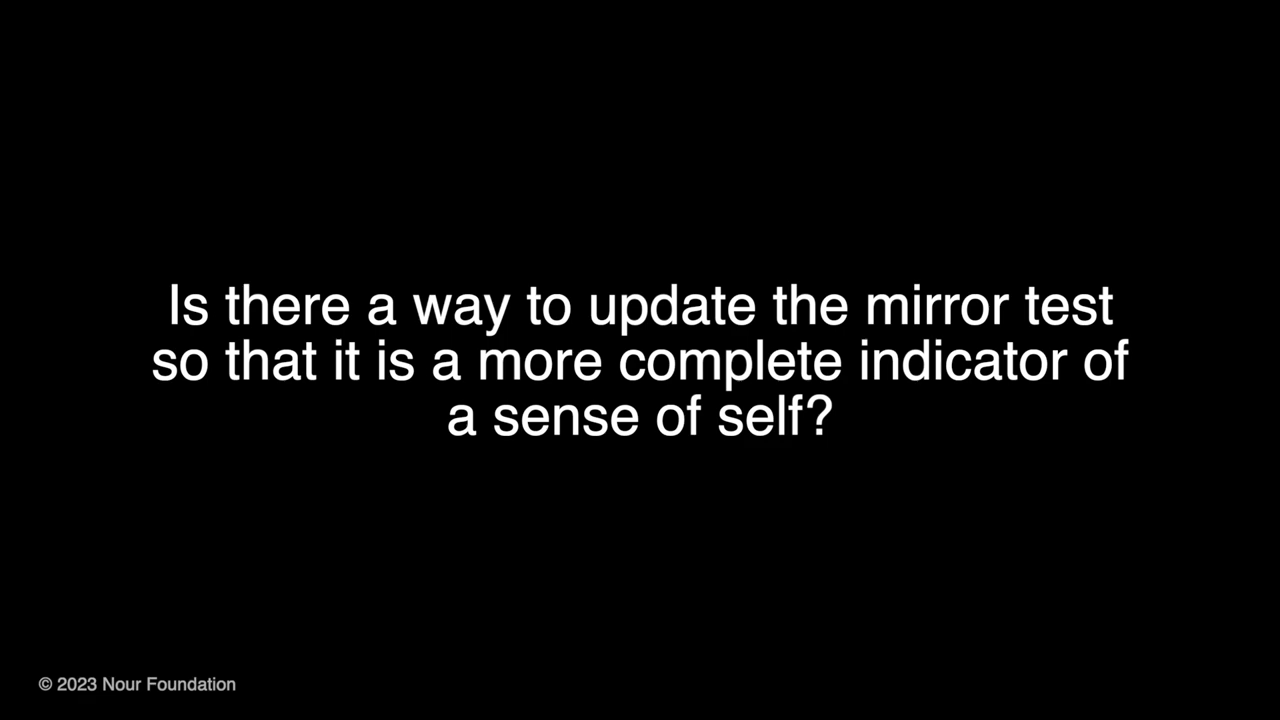 Is there a way to update the mirror test
so that it is a more complete indicator of
a sense of self?
© 2023 Nour Foundation